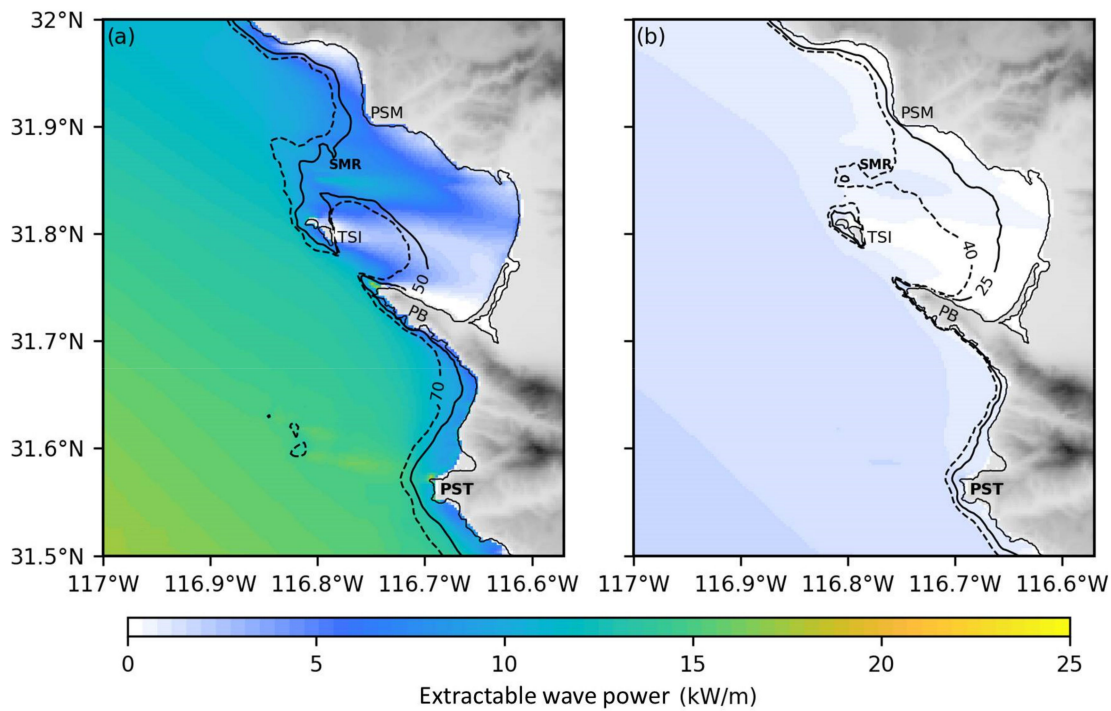 (a)
(b)
32°N
31.9°N
31.8°N
31.7°N
31.6°N
31.5°N
PSM
SMR
TSI
50
PB
70
PST
PSM
SMR
TSI
40
25
PB
PST
117°W
116.9°W
116.8°W
116.7°W
116.6°W
117°W
116.9°W
116.8°W
116.7°W
116.6°W
0
5
10
15
20
25
Extractable wave power (kW/m)